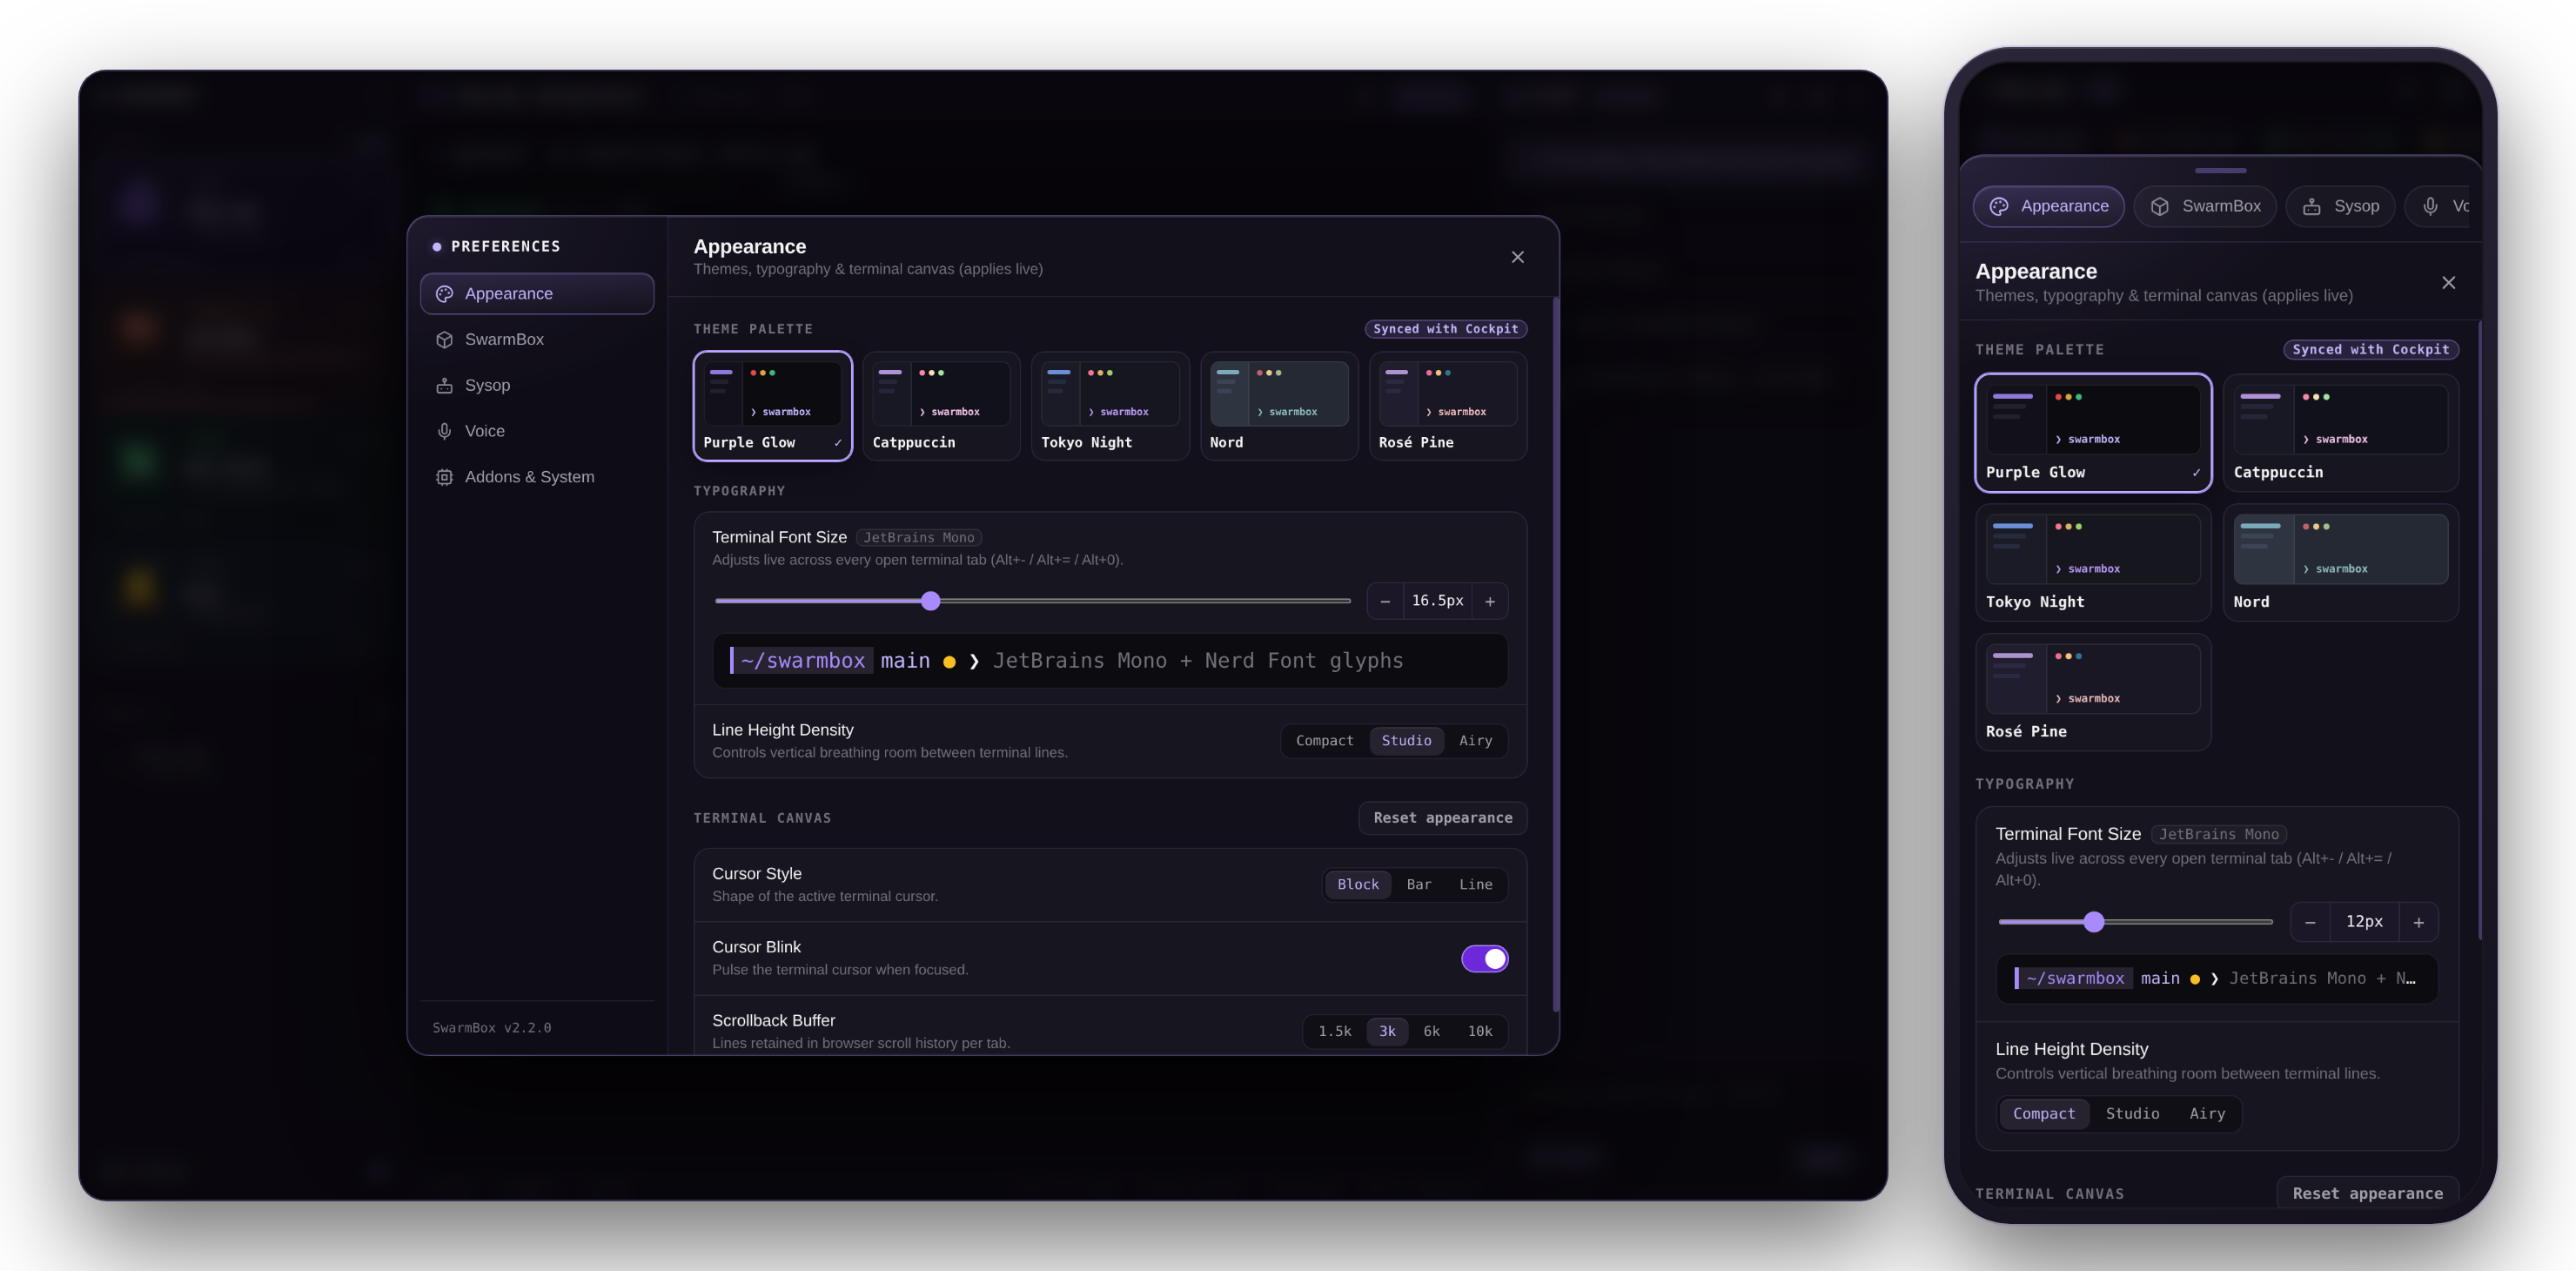 PREFERENCES
Appearance
SwarmBox
Sysop
Voice
Addons & System
SwarmBox v2.2.0
Appearance
Themes, typography & terminal canvas (applies live)
THEME PALETTE
Synced with Cockpit
❯ swarmbox
Purple Glow ✓
❯ swarmbox
Catppuccin
❯ swarmbox
Tokyo Night
❯ swarmbox
Nord
❯ swarmbox
Rosé Pine
TYPOGRAPHY
Terminal Font Size JetBrains Mono
Adjusts live across every open terminal tab (Alt+- / Alt+= / Alt+0).
− 16.5px +
~/swarmbox main ● ❯ JetBrains Mono + Nerd Font glyphs
Line Height Density
Controls vertical breathing room between terminal lines.
Compact Studio Airy
TERMINAL CANVAS
Reset appearance
Cursor Style
Shape of the active terminal cursor.
Block Bar Line
Cursor Blink
Pulse the terminal cursor when focused.
Scrollback Buffer
Lines retained in browser scroll history per tab.
1.5k 3k 6k 10k
Appearance SwarmBox Sysop Vo
Appearance
Themes, typography & terminal canvas (applies live)
THEME PALETTE
Synced with Cockpit
❯ swarmbox
Purple Glow ✓
❯ swarmbox
Catppuccin
❯ swarmbox
Tokyo Night
❯ swarmbox
Nord
❯ swarmbox
Rosé Pine
TYPOGRAPHY
Terminal Font Size JetBrains Mono
Adjusts live across every open terminal tab (Alt+- / Alt+= /
Alt+0).
− 12px +
~/swarmbox main ● ❯ JetBrains Mono + N…
Line Height Density
Controls vertical breathing room between terminal lines.
Compact Studio Airy
TERMINAL CANVAS
Reset appearance